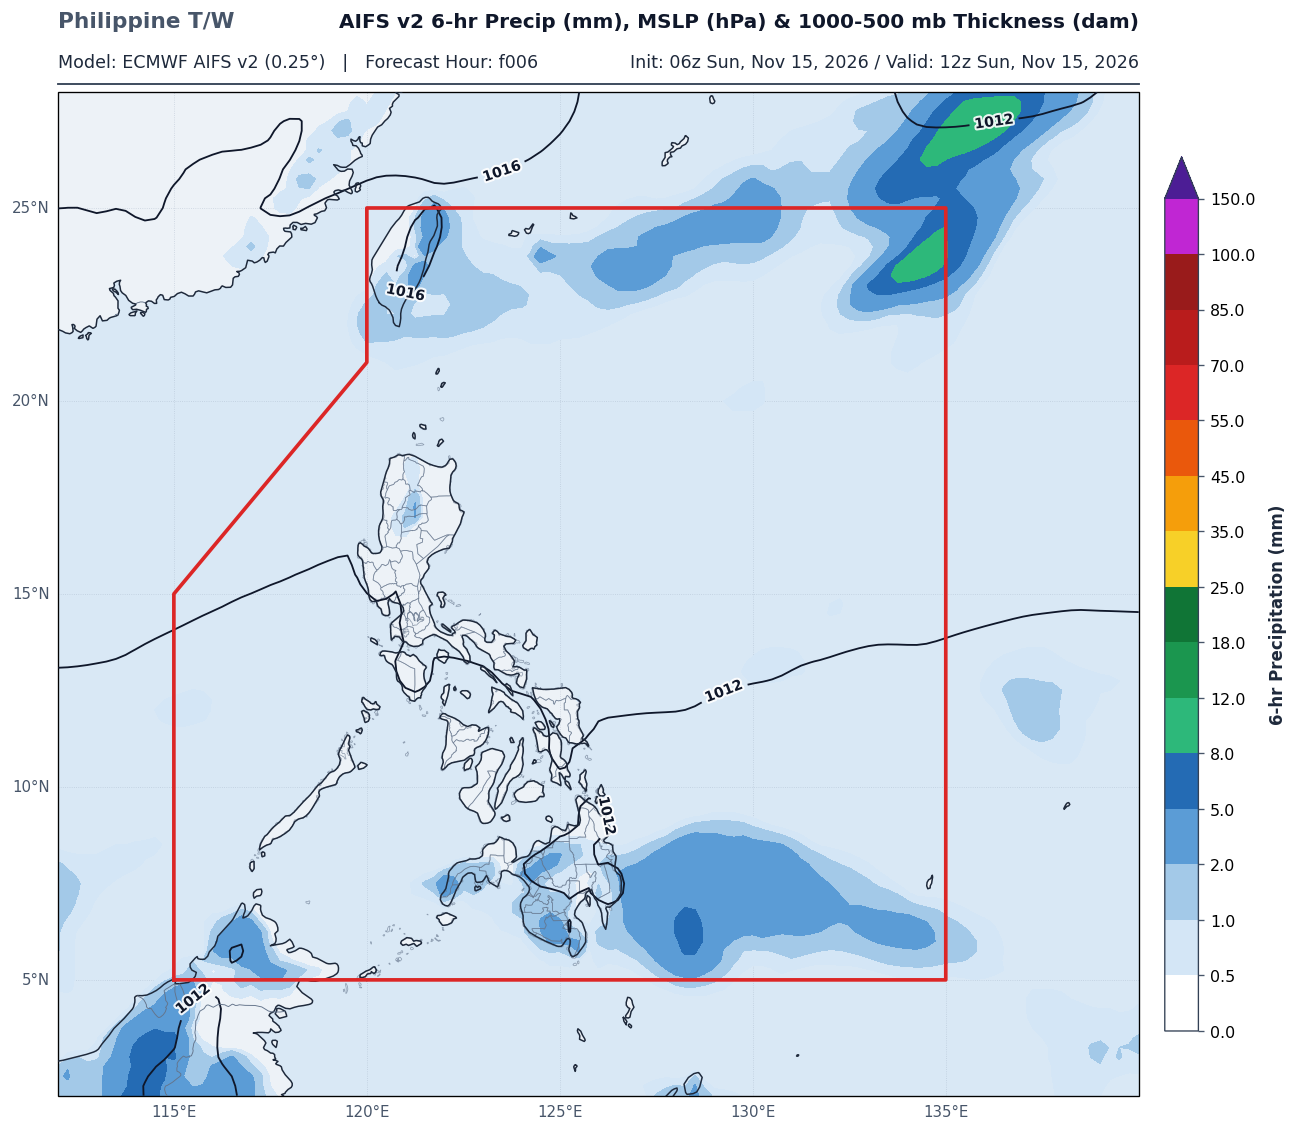 Philippine T/W
AIFS v2 6-hr Precip (mm), MSLP (hPa) & 1000-500 mb Thickness (dam)
Model: ECMWF AIFS v2 (0.25°) | Forecast Hour: f006
Init: 06z Sun, Nov 15, 2026 / Valid: 12z Sun, Nov 15, 2026
1012
1016
25°N
1016
20°N
15°N
1012
10°N
1012
5°N
1012
115°E
120°E
125°E
130°E
135°E
150.0
100.0
85.0
70.0
55.0
45.0
35.0
25.0
18.0
12.0
8.0
5.0
2.0
1.0
0.5
0.0
6-hr Precipitation (mm)